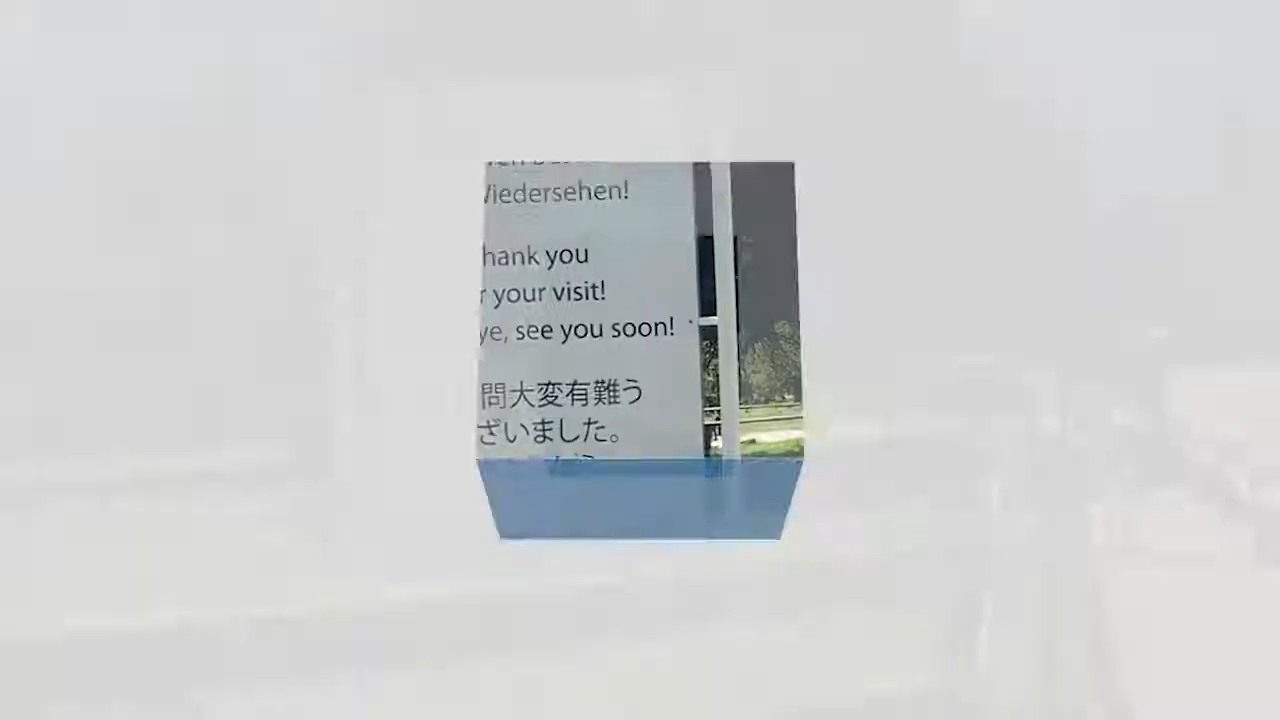 Wiedersehen!
hank you
r your visit!
ye, see you soon!
問大変有難う
ざいました。